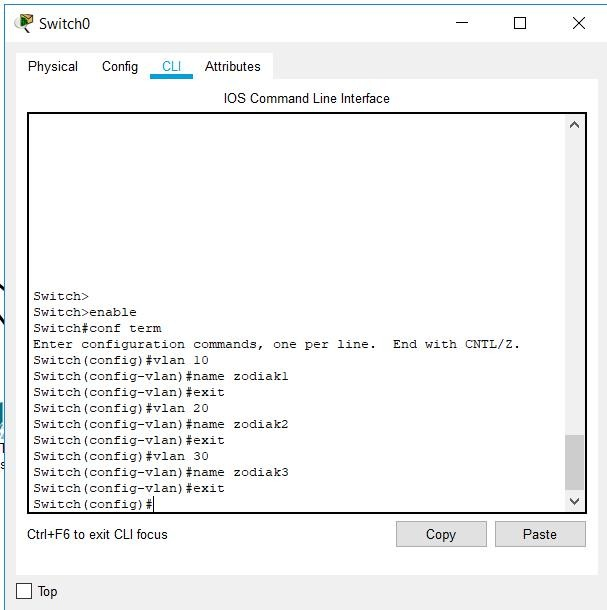 Switch0
Physical Config CLI Attributes
IOS Command Line Interface
Switch>
Switch>enable
Switch#conf term
Enter configuration commands, one per line.  End with CNTL/Z.
Switch(config)#vlan 10
Switch(config-vlan)#name zodiak1
Switch(config-vlan)#exit
Switch(config)#vlan 20
Switch(config-vlan)#name zodiak2
Switch(config-vlan)#exit
Switch(config)#vlan 30
Switch(config-vlan)#name zodiak3
Switch(config-vlan)#exit
Switch(config)#
Ctrl+F6 to exit CLI focus
Copy Paste
Top